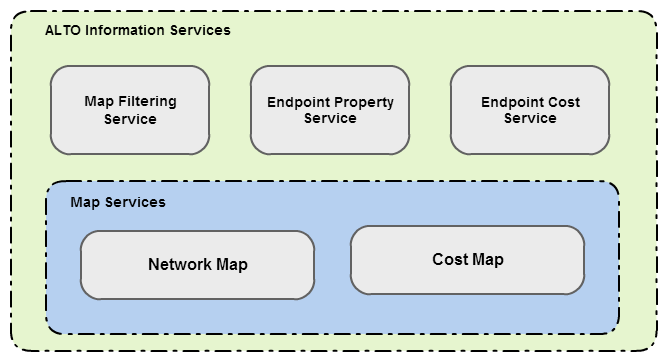 ALTO Information Services
Map Filtering
Service
Endpoint Property
Service
Endpoint Cost
Service
Map Services
Network Map
Cost Map